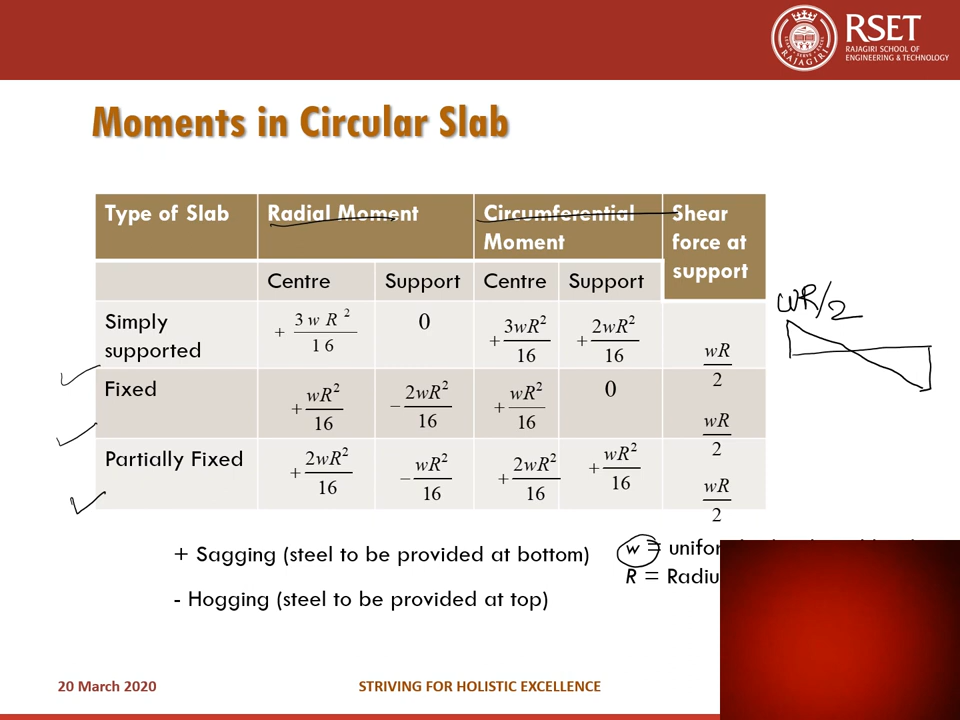 RSET
RAJAGIRI SCHOOL OF
ENGINEERING & TECHNOLOGY
RAJAGIRI
Moments in Circular Slab
Type of Slab Radial Moment Circumferential Moment Shear force at support
Centre Support Centre Support
Simply supported + 3wR²/16 0 + 3wR²/16 + 2wR²/16 wR/2
Fixed + wR²/16 − 2wR²/16 + wR²/16 0 wR/2
Partially Fixed + 2wR²/16 − wR²/16 + 2wR²/16 + wR²/16 wR/2
WR/2
+ Sagging (steel to be provided at bottom)
- Hogging (steel to be provided at top)
w =
R =
20 March 2020
STRIVING FOR HOLISTIC EXCELLENCE